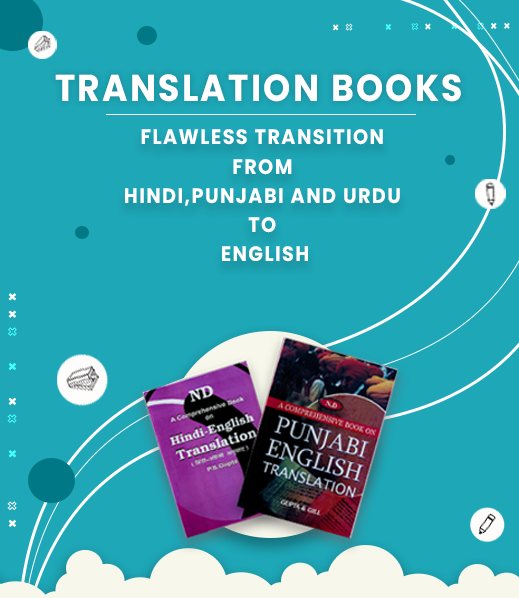 TRANSLATION BOOKS
FLAWLESS TRANSITION
FROM
HINDI,PUNJABI AND URDU
TO
ENGLISH
ND
A Comprehensive Book
on
Hindi-English
Translation
P.S. Gupta
N.D
A COMPREHENSIVE BOOK ON
PUNJABI
ENGLISH
TRANSLATION
GUPTA & GILL